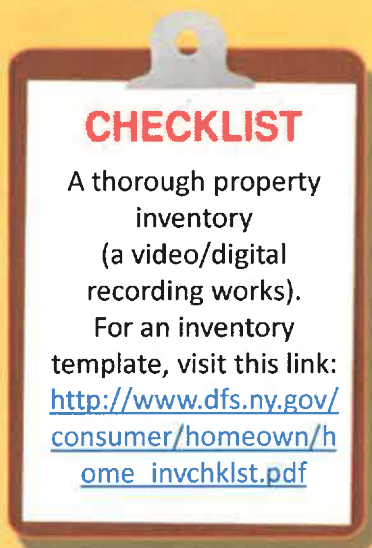 CHECKLIST
A thorough property
inventory
(a video/digital
recording works).
For an inventory
template, visit this link:
http://www.dfs.ny.gov/
consumer/homeown/h
ome_invchklst.pdf